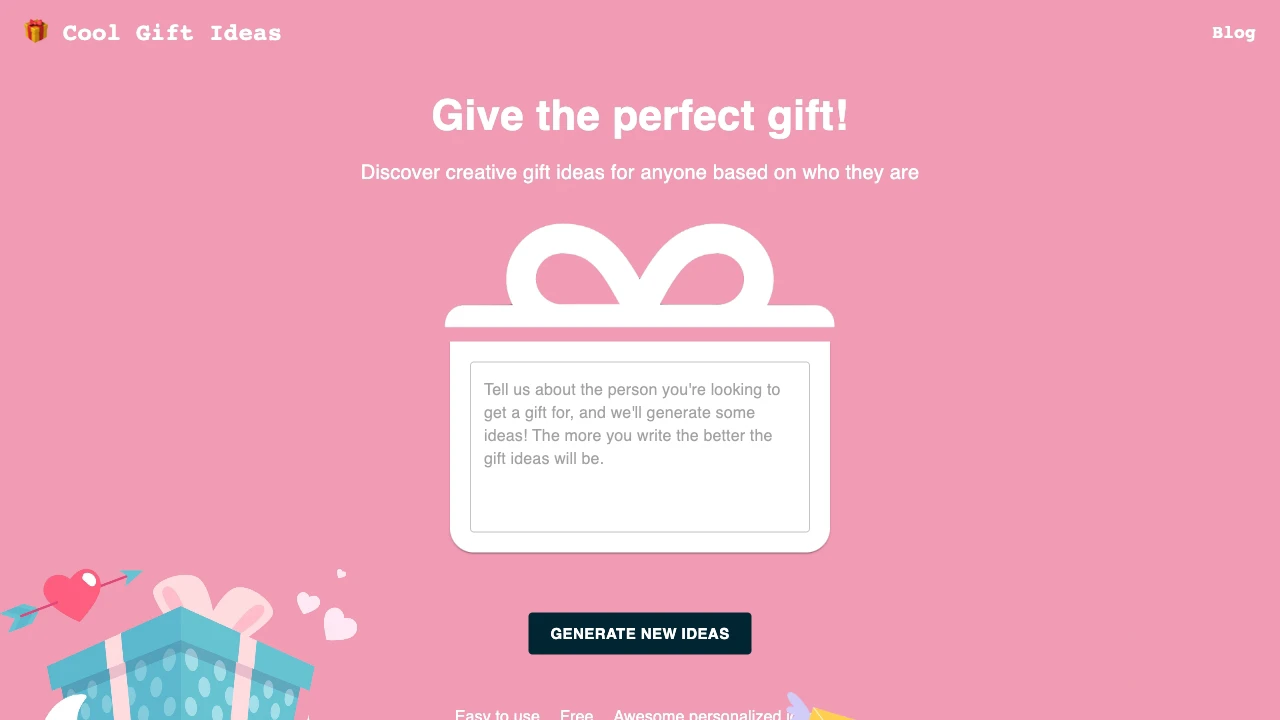 Cool Gift Ideas
Blog
Give the perfect gift!
Discover creative gift ideas for anyone based on who they are
Tell us about the person you're looking to
get a gift for, and we'll generate some
ideas! The more you write the better the
gift ideas will be.
GENERATE NEW IDEAS
Easy to use Free Awesome personalized